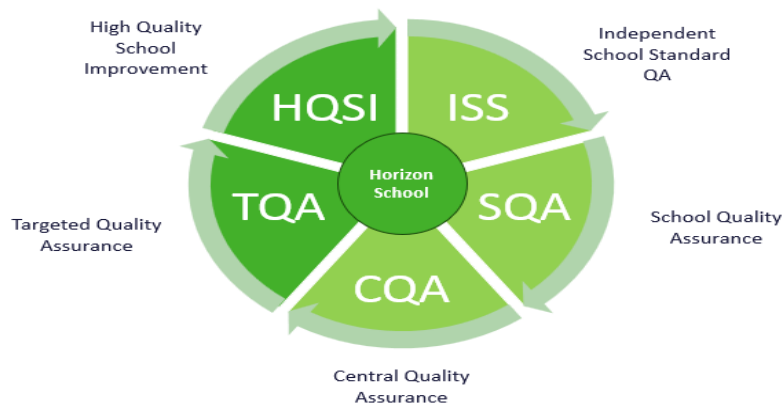 High Quality
School
Improvement
Independent
School Standard
QA
HQSI
ISS
Horizon
School
TQA
SQA
Targeted Quality
Assurance
School Quality
Assurance
CQA
Central Quality
Assurance